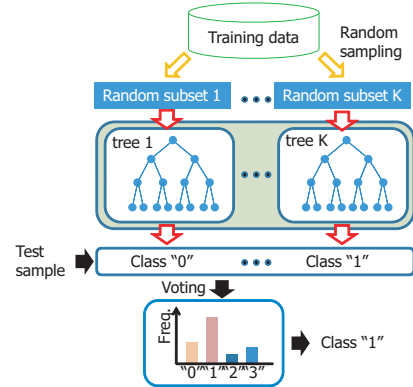 Training data
Random
sampling
Random subset 1
Random subset K
tree 1
tree K
Test
sample
Class “0”
Class “1”
Voting
Freq.
“0”“1”“2”“3”
Class “1”